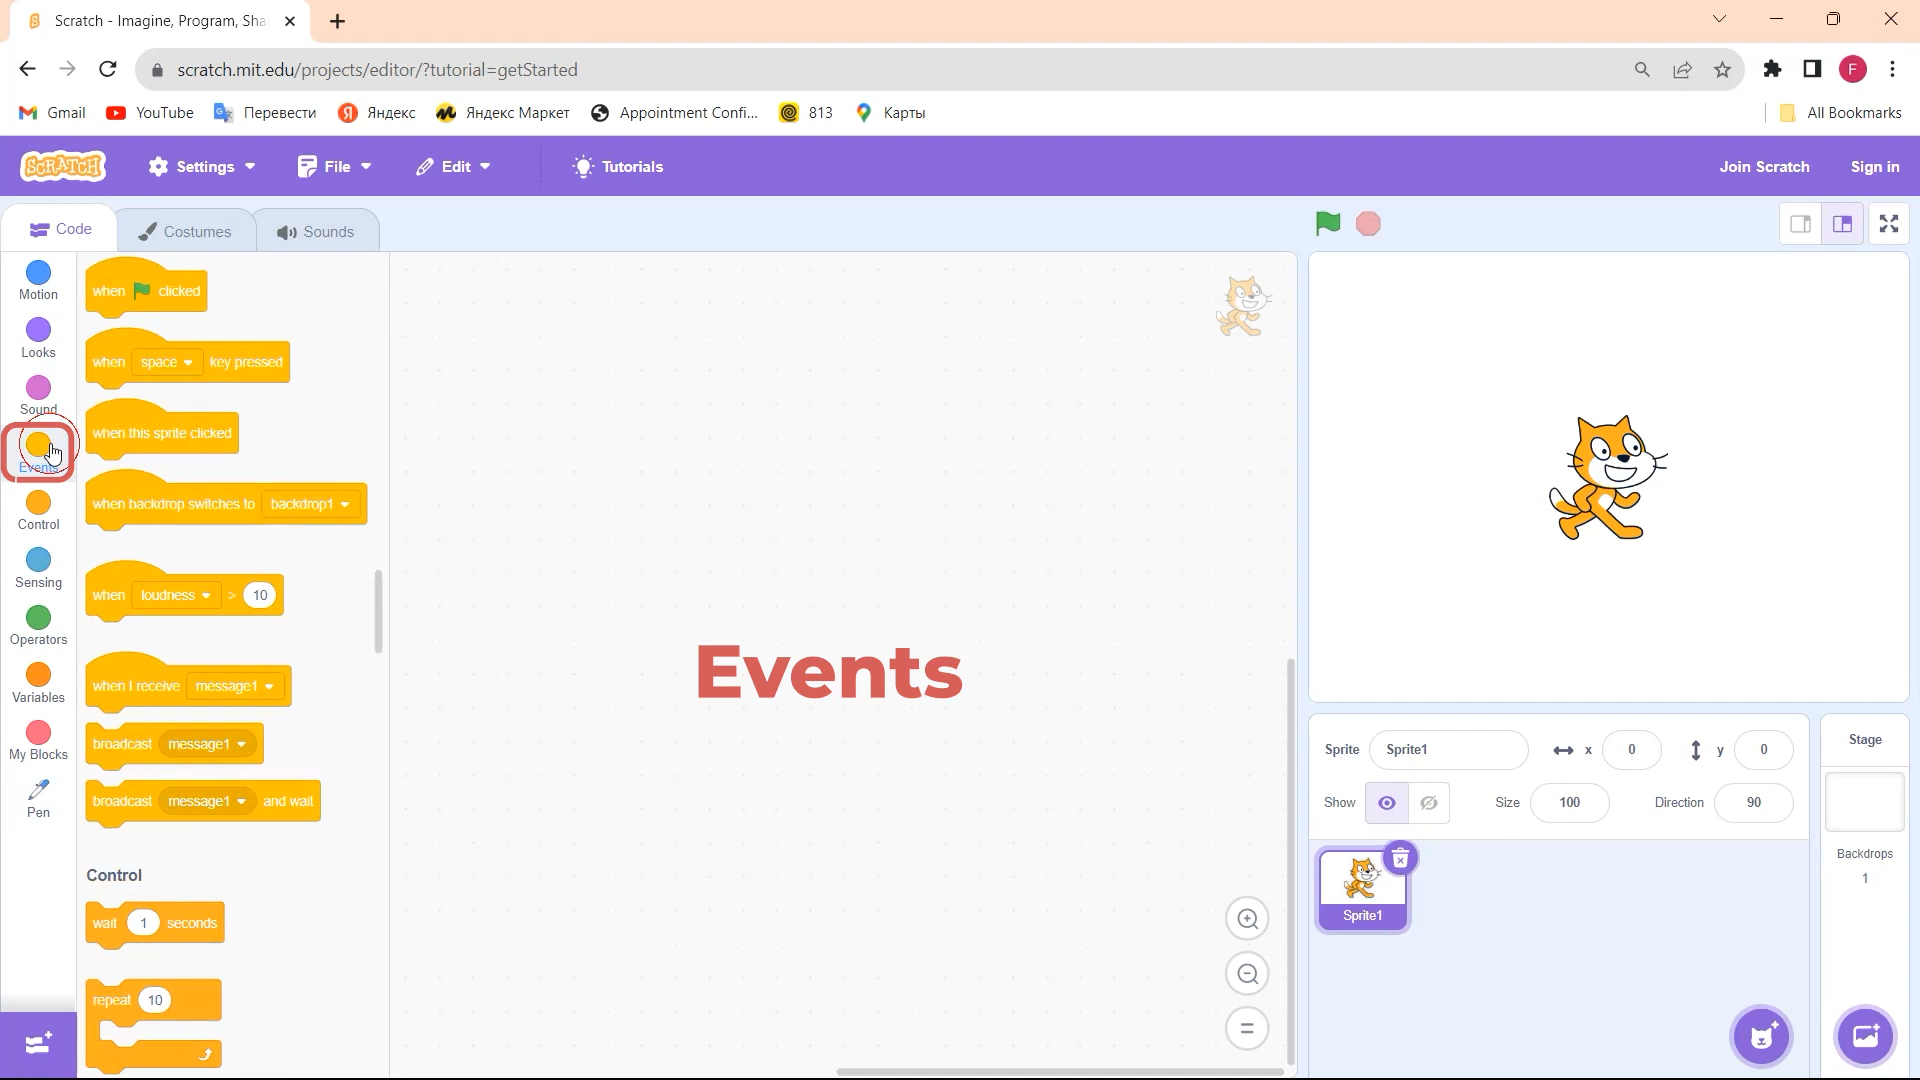 Scratch - Imagine, Program, Sha
scratch.mit.edu/projects/editor/?tutorial=getStarted
F
Gmail YouTube Перевести Яндекс Яндекс Маркет Appointment Confi... 813 Карты All Bookmarks
SCRATCH Settings File Edit Tutorials Join Scratch Sign in
Code Costumes Sounds
Motion
Looks
Sound
Events
Control
Sensing
Operators
Variables
My Blocks
Pen
when clicked
when space key pressed
when this sprite clicked
when backdrop switches to backdrop1
when loudness > 10
when I receive message1
broadcast message1
broadcast message1 and wait
Control
wait 1 seconds
repeat 10
Events
Sprite Sprite1 x 0 y 0
Show Size 100 Direction 90
Sprite1
Stage
Backdrops
1